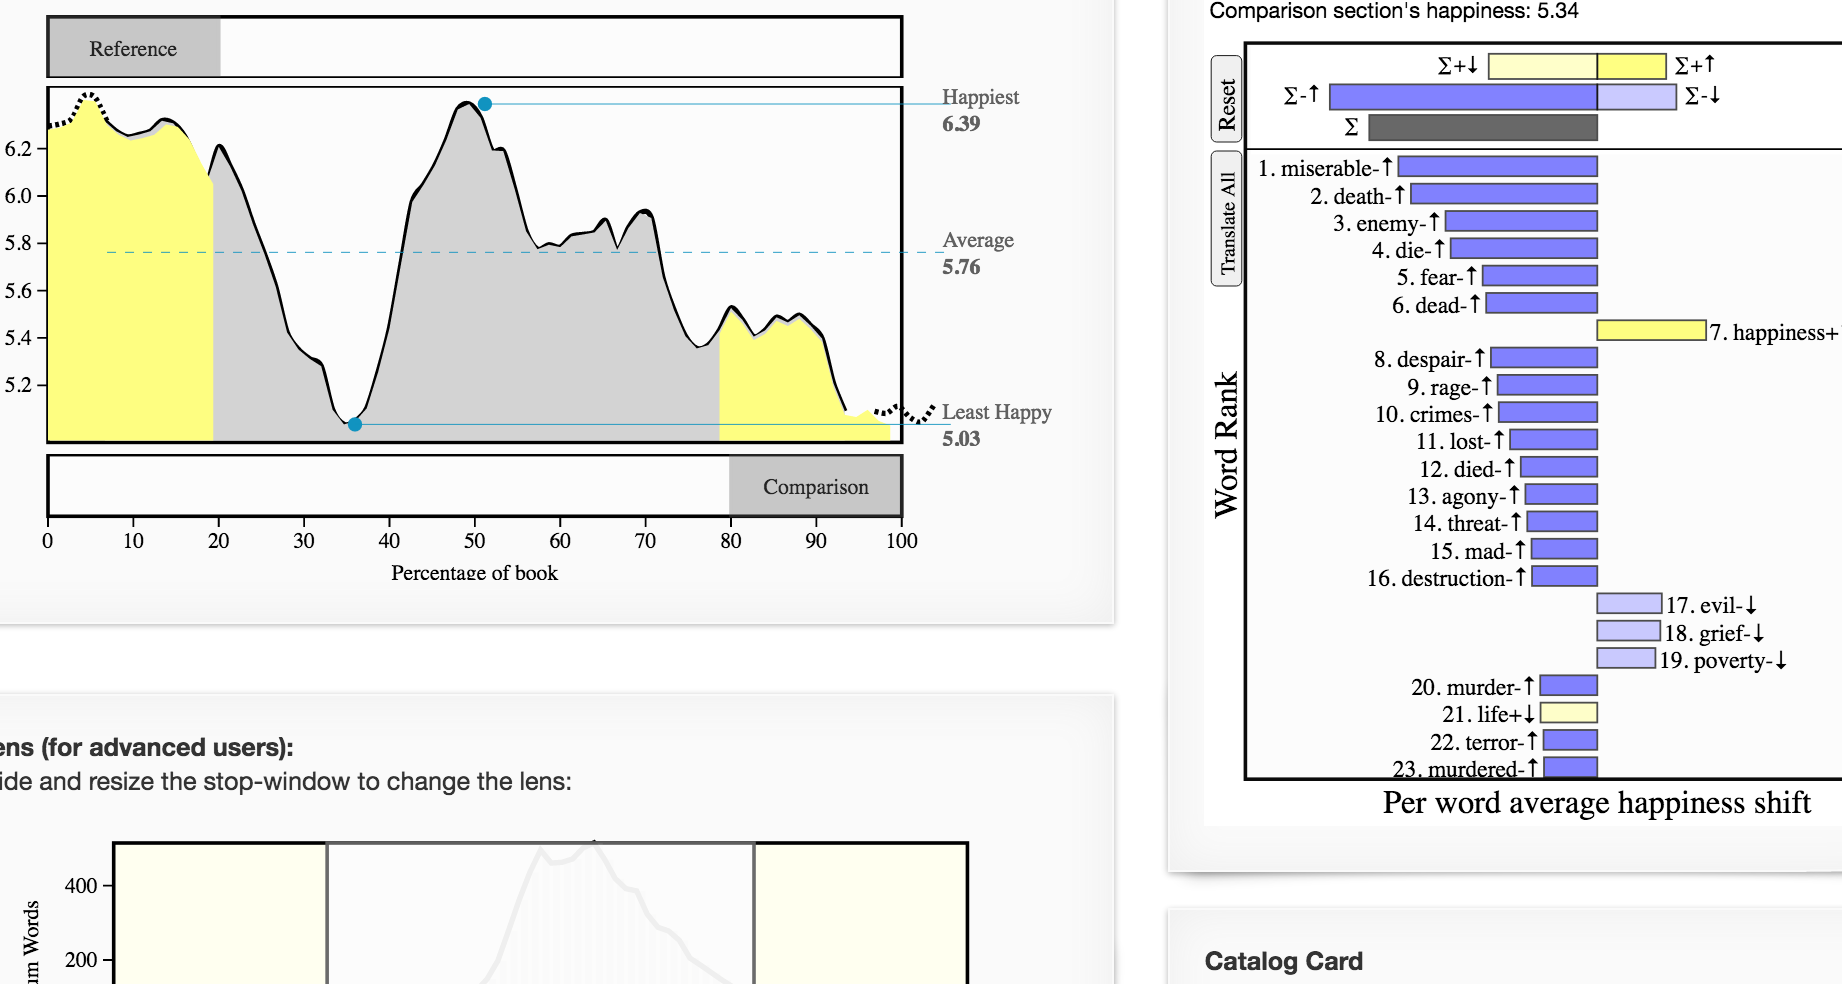 Reference
Happiest
6.39
Average
5.76
Least Happy
5.03
6.2
6.0
5.8
5.6
5.4
5.2
Comparison
0 10 20 30 40 50 60 70 80 90 100
Percentage of book
ens (for advanced users):
ide and resize the stop-window to change the lens:
400
200
um Words
Comparison section's happiness: 5.34
Reset
Translate All
Σ+↓ Σ+↑
Σ-↑ Σ-↓
Σ
Word Rank
1. miserable-↑
2. death-↑
3. enemy-↑
4. die-↑
5. fear-↑
6. dead-↑
7. happiness+
8. despair-↑
9. rage-↑
10. crimes-↑
11. lost-↑
12. died-↑
13. agony-↑
14. threat-↑
15. mad-↑
16. destruction-↑
17. evil-↓
18. grief-↓
19. poverty-↓
20. murder-↑
21. life+↓
22. terror-↑
23. murdered-↑
Per word average happiness shift
Catalog Card